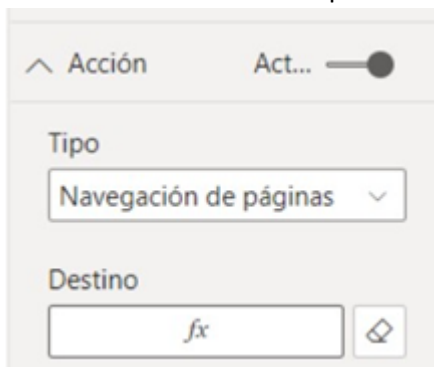 Acción Act...
Tipo
Navegación de páginas
Destino
fx